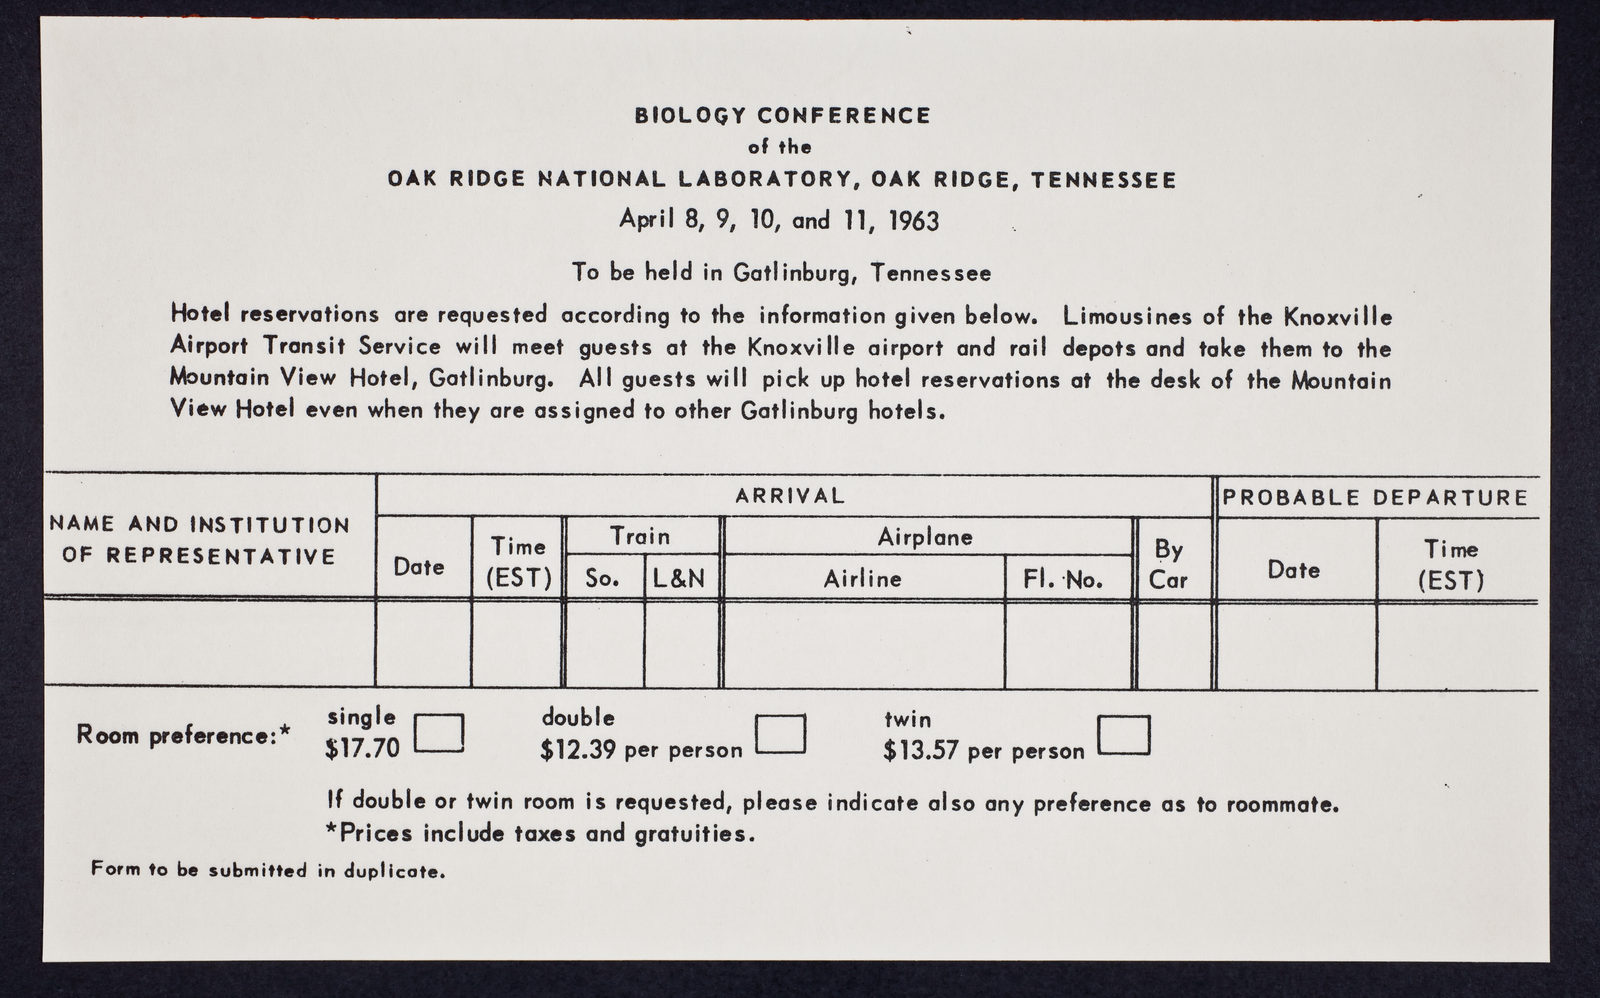 BIOLOGY CONFERENCE
of the
OAK RIDGE NATIONAL LABORATORY, OAK RIDGE, TENNESSEE
April 8, 9, 10, and 11, 1963
To be held in Gatlinburg, Tennessee
Hotel reservations are requested according to the information given below. Limousines of the Knoxville
Airport Transit Service will meet guests at the Knoxville airport and rail depots and take them to the
Mountain View Hotel, Gatlinburg. All guests will pick up hotel reservations at the desk of the Mountain
View Hotel even when they are assigned to other Gatlinburg hotels.
NAME AND INSTITUTION
OF REPRESENTATIVE
ARRIVAL
Date
Time
(EST)
Train
So.
L&N
Airplane
Airline
Fl. No.
By
Car
PROBABLE DEPARTURE
Date
Time
(EST)
Room preference:*
single
$17.70
double
$12.39 per person
twin
$13.57 per person
If double or twin room is requested, please indicate also any preference as to roommate.
*Prices include taxes and gratuities.
Form to be submitted in duplicate.